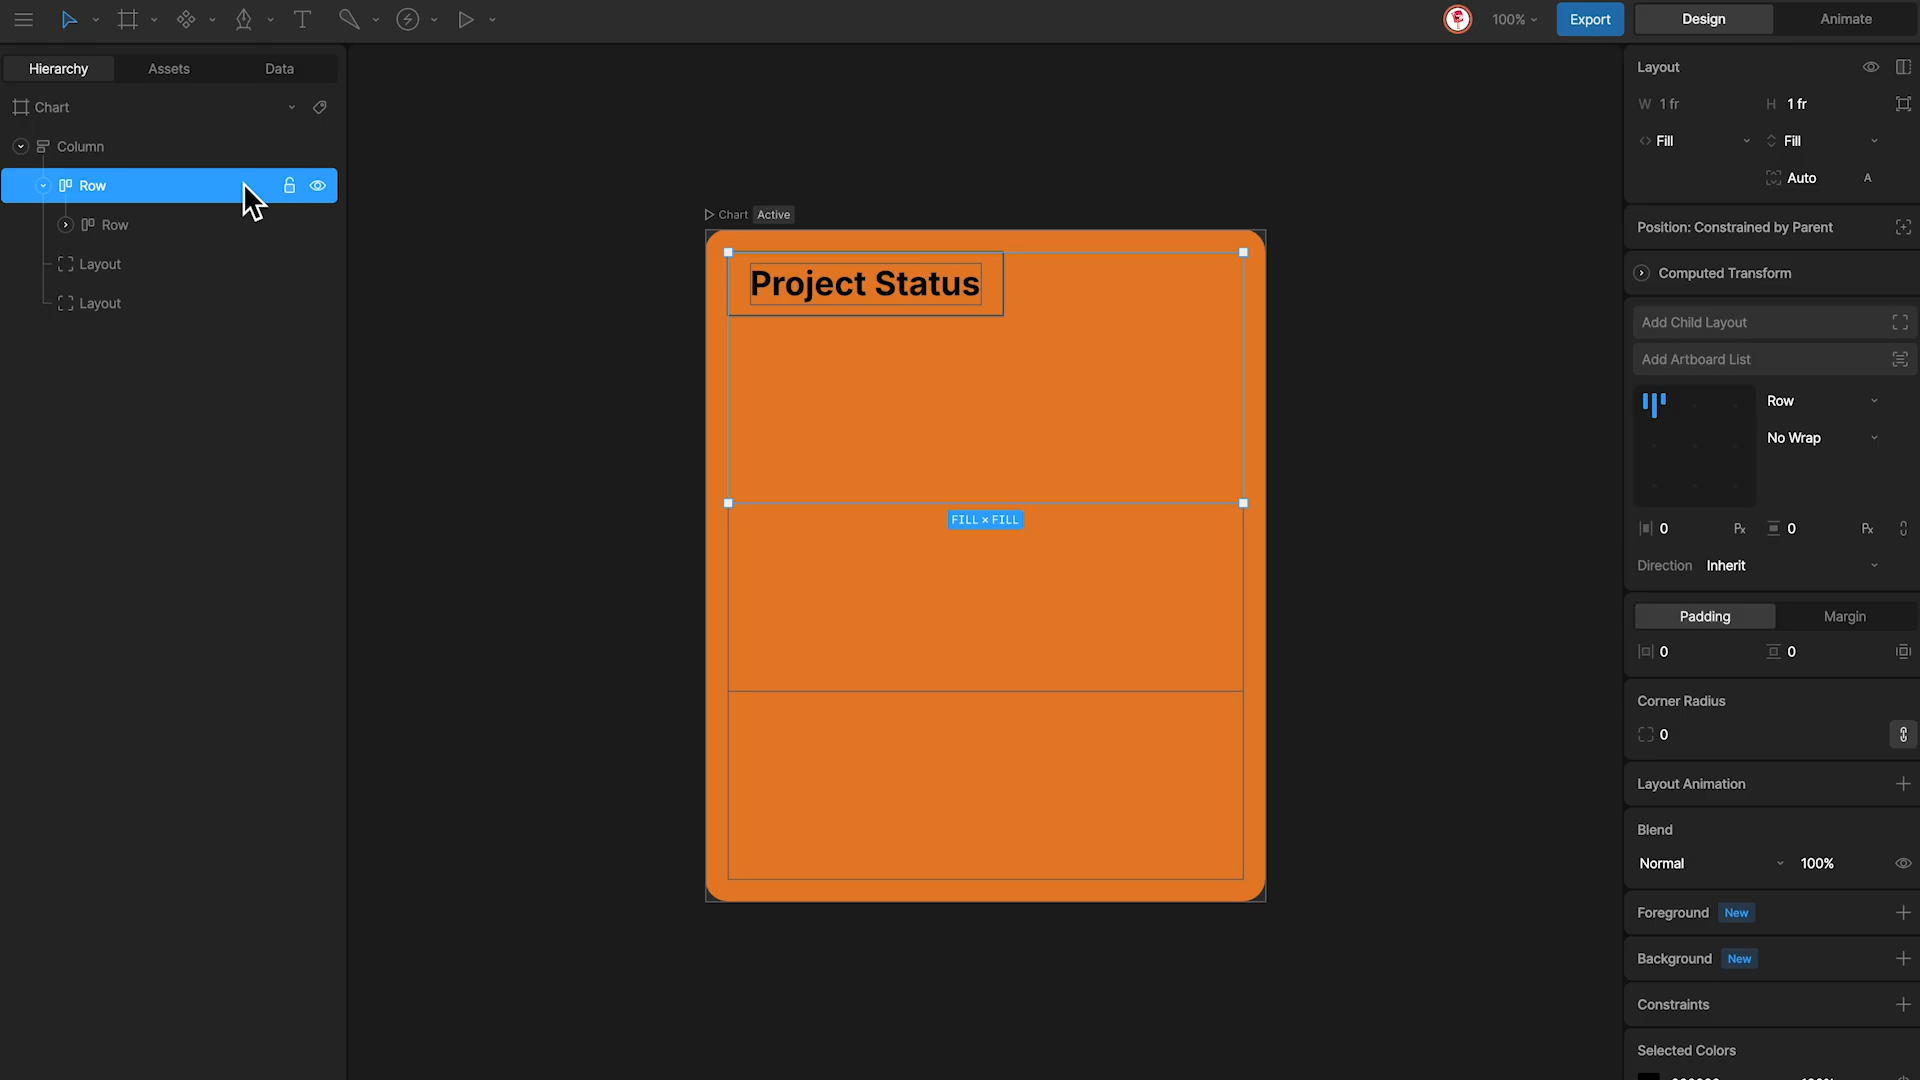 100% Export Design Animate
Hierarchy Assets Data
Chart
Column
Row
Row
Layout
Layout
Chart Active
Project Status
FILL × FILL
Layout
W 1 fr H 1 fr
Fill Fill
Auto A
Position: Constrained by Parent
Computed Transform
Add Child Layout
Add Artboard List
Row
No Wrap
0 Px 0 Px
Direction Inherit
Padding Margin
0 0
Corner Radius
0
Layout Animation
Blend
Normal 100%
Foreground New
Background New
Constraints
Selected Colors